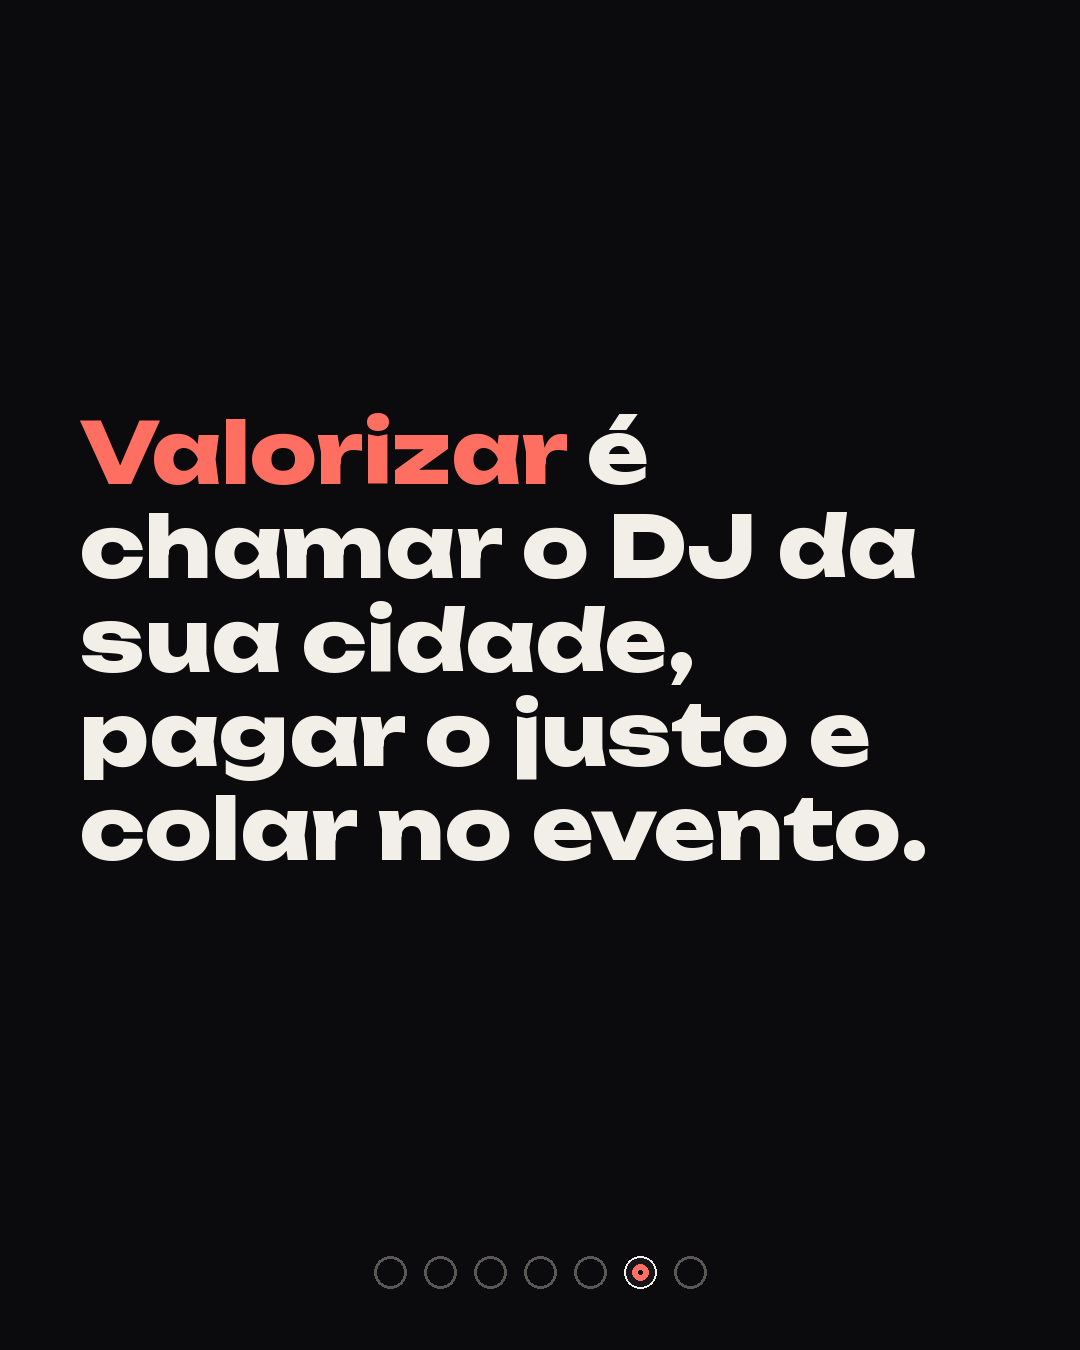 Valorizar é
chamar o DJ da
sua cidade,
pagar o justo e
colar no evento.